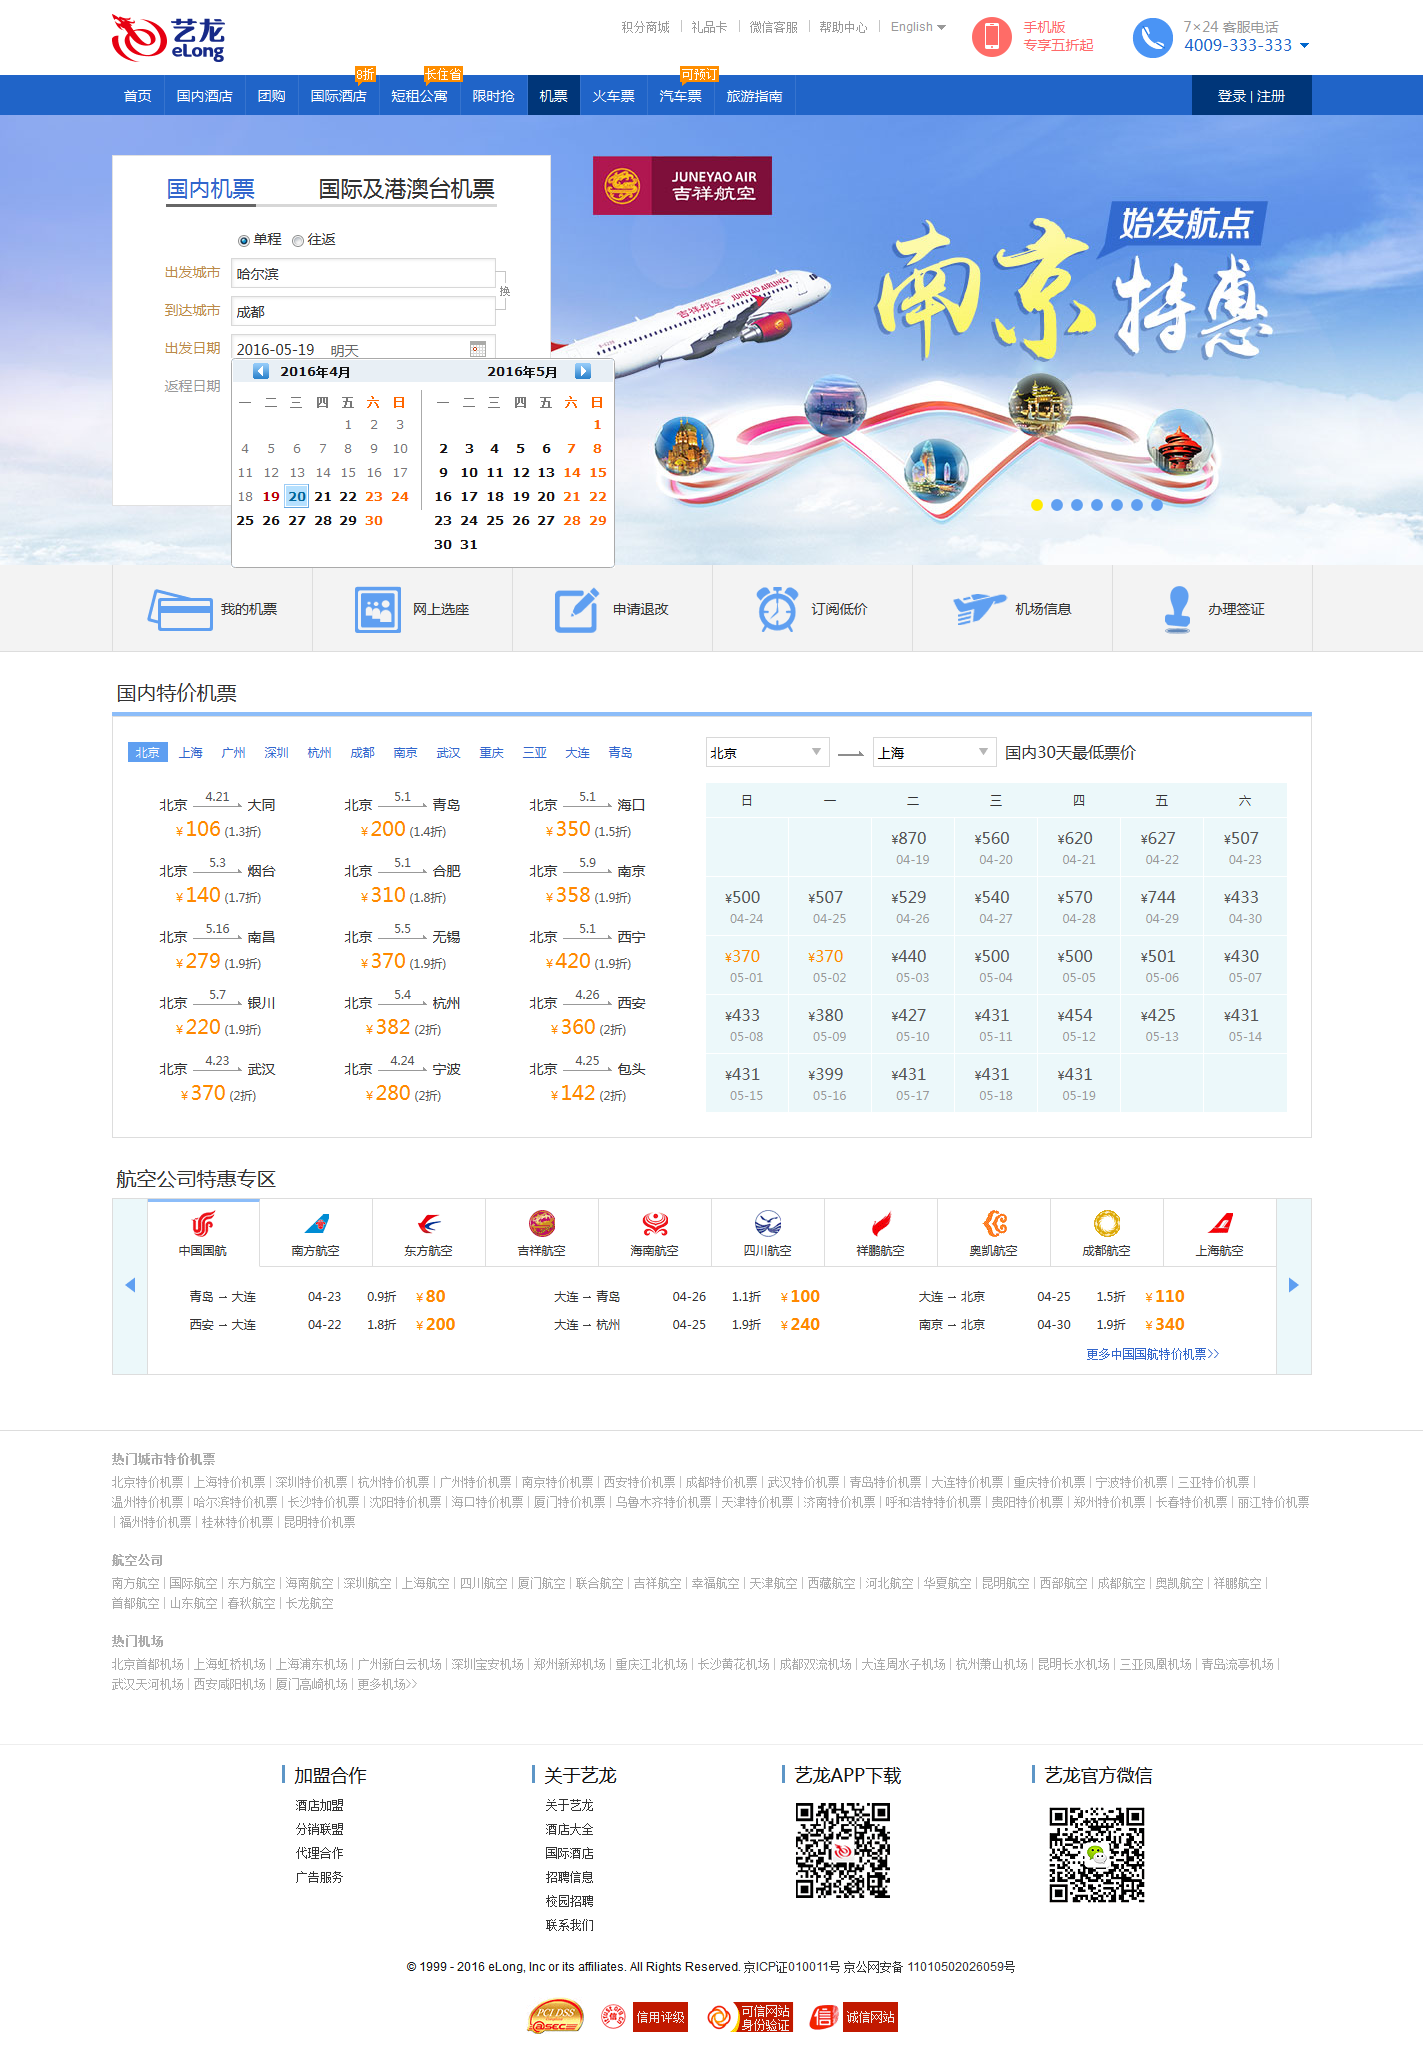 艺龙
eLong
积分商城 礼品卡 微信客服 帮助中心 English
手机版
专享五折起
7×24 客服电话
4009-333-333
8折 长住省 可预订
首页 国内酒店 团购 国际酒店 短租公寓 限时抢 机票 火车票 汽车票 旅游指南 登录 | 注册
国内机票 国际及港澳台机票
单程 往返
出发城市 哈尔滨
换
到达城市 成都
出发日期 2016-05-19 明天
返程日期
2016年4月 2016年5月
一 二 三 四 五 六 日 一 二 三 四 五 六 日
1 2 3 1
4 5 6 7 8 9 10 2 3 4 5 6 7 8
11 12 13 14 15 16 17 9 10 11 12 13 14 15
18 19 20 21 22 23 24 16 17 18 19 20 21 22
25 26 27 28 29 30 23 24 25 26 27 28 29
30 31
JUNEYAO AIR
吉祥航空
吉祥航空 JUNEYAO AIRLINES
始发航点
南京特惠
我的机票 网上选座 申请退改 订阅低价 机场信息 办理签证
国内特价机票
北京 上海 广州 深圳 杭州 成都 南京 武汉 重庆 三亚 大连 青岛
北京 4.21 大同 北京 5.1 青岛 北京 5.1 海口
¥106 (1.3折) ¥200 (1.4折) ¥350 (1.5折)
北京 5.3 烟台 北京 5.1 合肥 北京 5.9 南京
¥140 (1.7折) ¥310 (1.8折) ¥358 (1.9折)
北京 5.16 南昌 北京 5.5 无锡 北京 5.1 西宁
¥279 (1.9折) ¥370 (1.9折) ¥420 (1.9折)
北京 5.7 银川 北京 5.4 杭州 北京 4.26 西安
¥220 (1.9折) ¥382 (2折) ¥360 (2折)
北京 4.23 武汉 北京 4.24 宁波 北京 4.25 包头
¥370 (2折) ¥280 (2折) ¥142 (2折)
北京 上海 国内30天最低票价
日 一 二 三 四 五 六
¥870 ¥560 ¥620 ¥627 ¥507
04-19 04-20 04-21 04-22 04-23
¥500 ¥507 ¥529 ¥540 ¥570 ¥744 ¥433
04-24 04-25 04-26 04-27 04-28 04-29 04-30
¥370 ¥370 ¥440 ¥500 ¥500 ¥501 ¥430
05-01 05-02 05-03 05-04 05-05 05-06 05-07
¥433 ¥380 ¥427 ¥431 ¥454 ¥425 ¥431
05-08 05-09 05-10 05-11 05-12 05-13 05-14
¥431 ¥399 ¥431 ¥431 ¥431
05-15 05-16 05-17 05-18 05-19
航空公司特惠专区
中国国航 南方航空 东方航空 吉祥航空 海南航空 四川航空 祥鹏航空 奥凯航空 成都航空 上海航空
青岛 → 大连 04-23 0.9折 ¥80 大连 → 青岛 04-26 1.1折 ¥100 大连 → 北京 04-25 1.5折 ¥110
西安 → 大连 04-22 1.8折 ¥200 大连 → 杭州 04-25 1.9折 ¥240 南京 → 北京 04-30 1.9折 ¥340
更多中国国航特价机票>>
热门城市特价机票
北京特价机票 | 上海特价机票 | 深圳特价机票 | 杭州特价机票 | 广州特价机票 | 南京特价机票 | 西安特价机票 | 成都特价机票 | 武汉特价机票 | 青岛特价机票 | 大连特价机票 | 重庆特价机票 | 宁波特价机票 | 三亚特价机票 |
温州特价机票 | 哈尔滨特价机票 | 长沙特价机票 | 沈阳特价机票 | 海口特价机票 | 厦门特价机票 | 乌鲁木齐特价机票 | 天津特价机票 | 济南特价机票 | 呼和浩特特价机票 | 贵阳特价机票 | 郑州特价机票 | 长春特价机票 | 丽江特价机票
| 福州特价机票 | 桂林特价机票 | 昆明特价机票
航空公司
南方航空 | 国际航空 | 东方航空 | 海南航空 | 深圳航空 | 上海航空 | 四川航空 | 厦门航空 | 联合航空 | 吉祥航空 | 幸福航空 | 天津航空 | 西藏航空 | 河北航空 | 华夏航空 | 昆明航空 | 西部航空 | 成都航空 | 奥凯航空 | 祥鹏航空 |
首都航空 | 山东航空 | 春秋航空 | 长龙航空
热门机场
北京首都机场 | 上海虹桥机场 | 上海浦东机场 | 广州新白云机场 | 深圳宝安机场 | 郑州新郑机场 | 重庆江北机场 | 长沙黄花机场 | 成都双流机场 | 大连周水子机场 | 杭州萧山机场 | 昆明长水机场 | 三亚凤凰机场 | 青岛流亭机场 |
武汉天河机场 | 西安咸阳机场 | 厦门高崎机场 | 更多机场>>
加盟合作 关于艺龙 艺龙APP下载 艺龙官方微信
酒店加盟 关于艺龙
分销联盟 酒店大全
代理合作 国际酒店
广告服务 招聘信息
校园招聘
联系我们
© 1999 - 2016 eLong, Inc or its affiliates. All Rights Reserved. 京ICP证010011号 京公网安备 11010502026059号
PCI.DSS
@SEC
信用评级
可信网站
身份验证
信 诚信网站